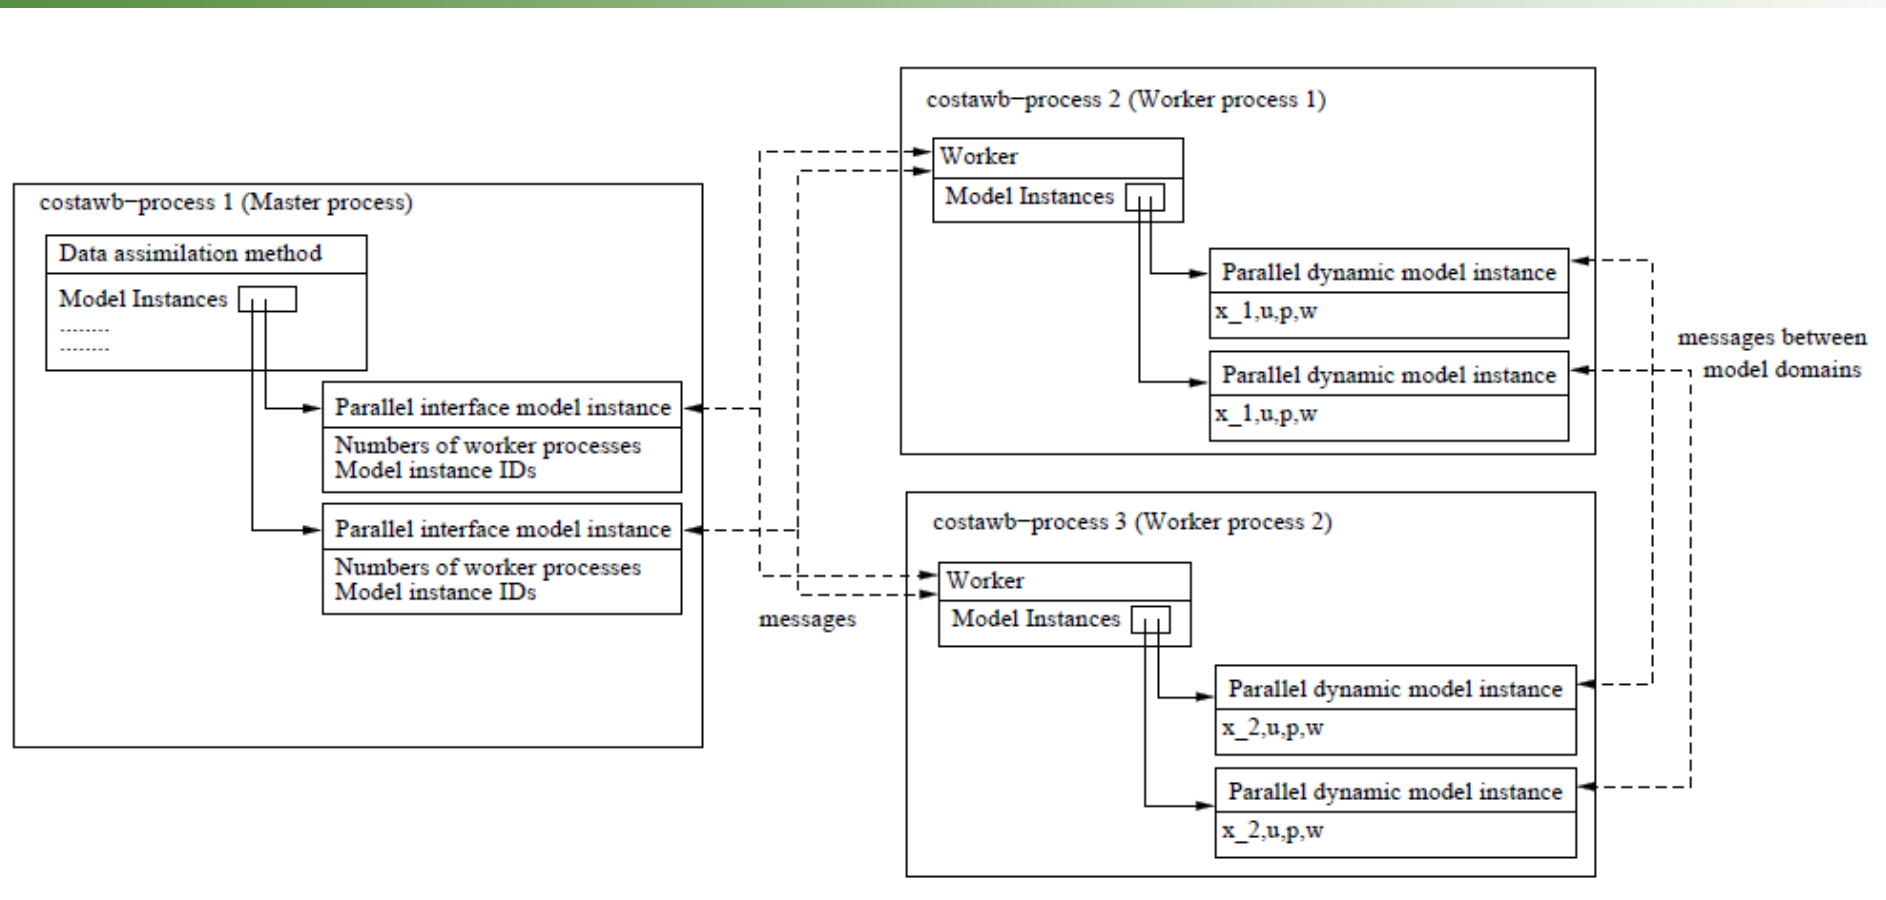 costawb−process 1 (Master process)
Data assimilation method
Model Instances
--------
--------
Parallel interface model instance
Numbers of worker processes
Model instance IDs
Parallel interface model instance
Numbers of worker processes
Model instance IDs
messages
costawb−process 2 (Worker process 1)
Worker
Model Instances
Parallel dynamic model instance
x_1,u,p,w
Parallel dynamic model instance
x_1,u,p,w
messages between
model domains
costawb−process 3 (Worker process 2)
Worker
Model Instances
Parallel dynamic model instance
x_2,u,p,w
Parallel dynamic model instance
x_2,u,p,w